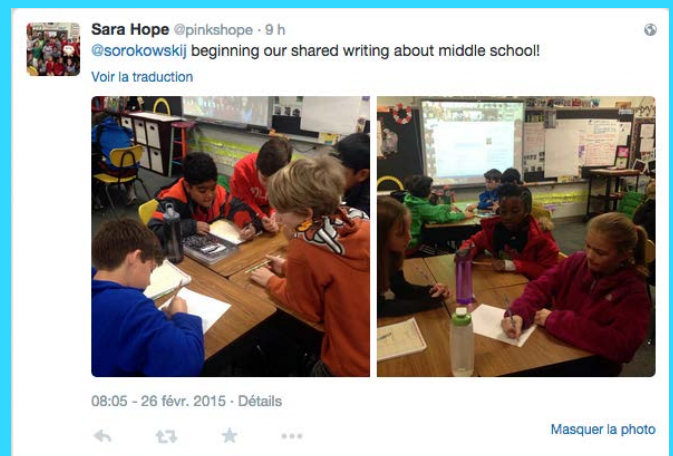 Sara Hope @pinkshope · 9 h
@sorokowskij beginning our shared writing about middle school!
Voir la traduction
08:05 - 26 févr. 2015 · Détails
Masquer la photo